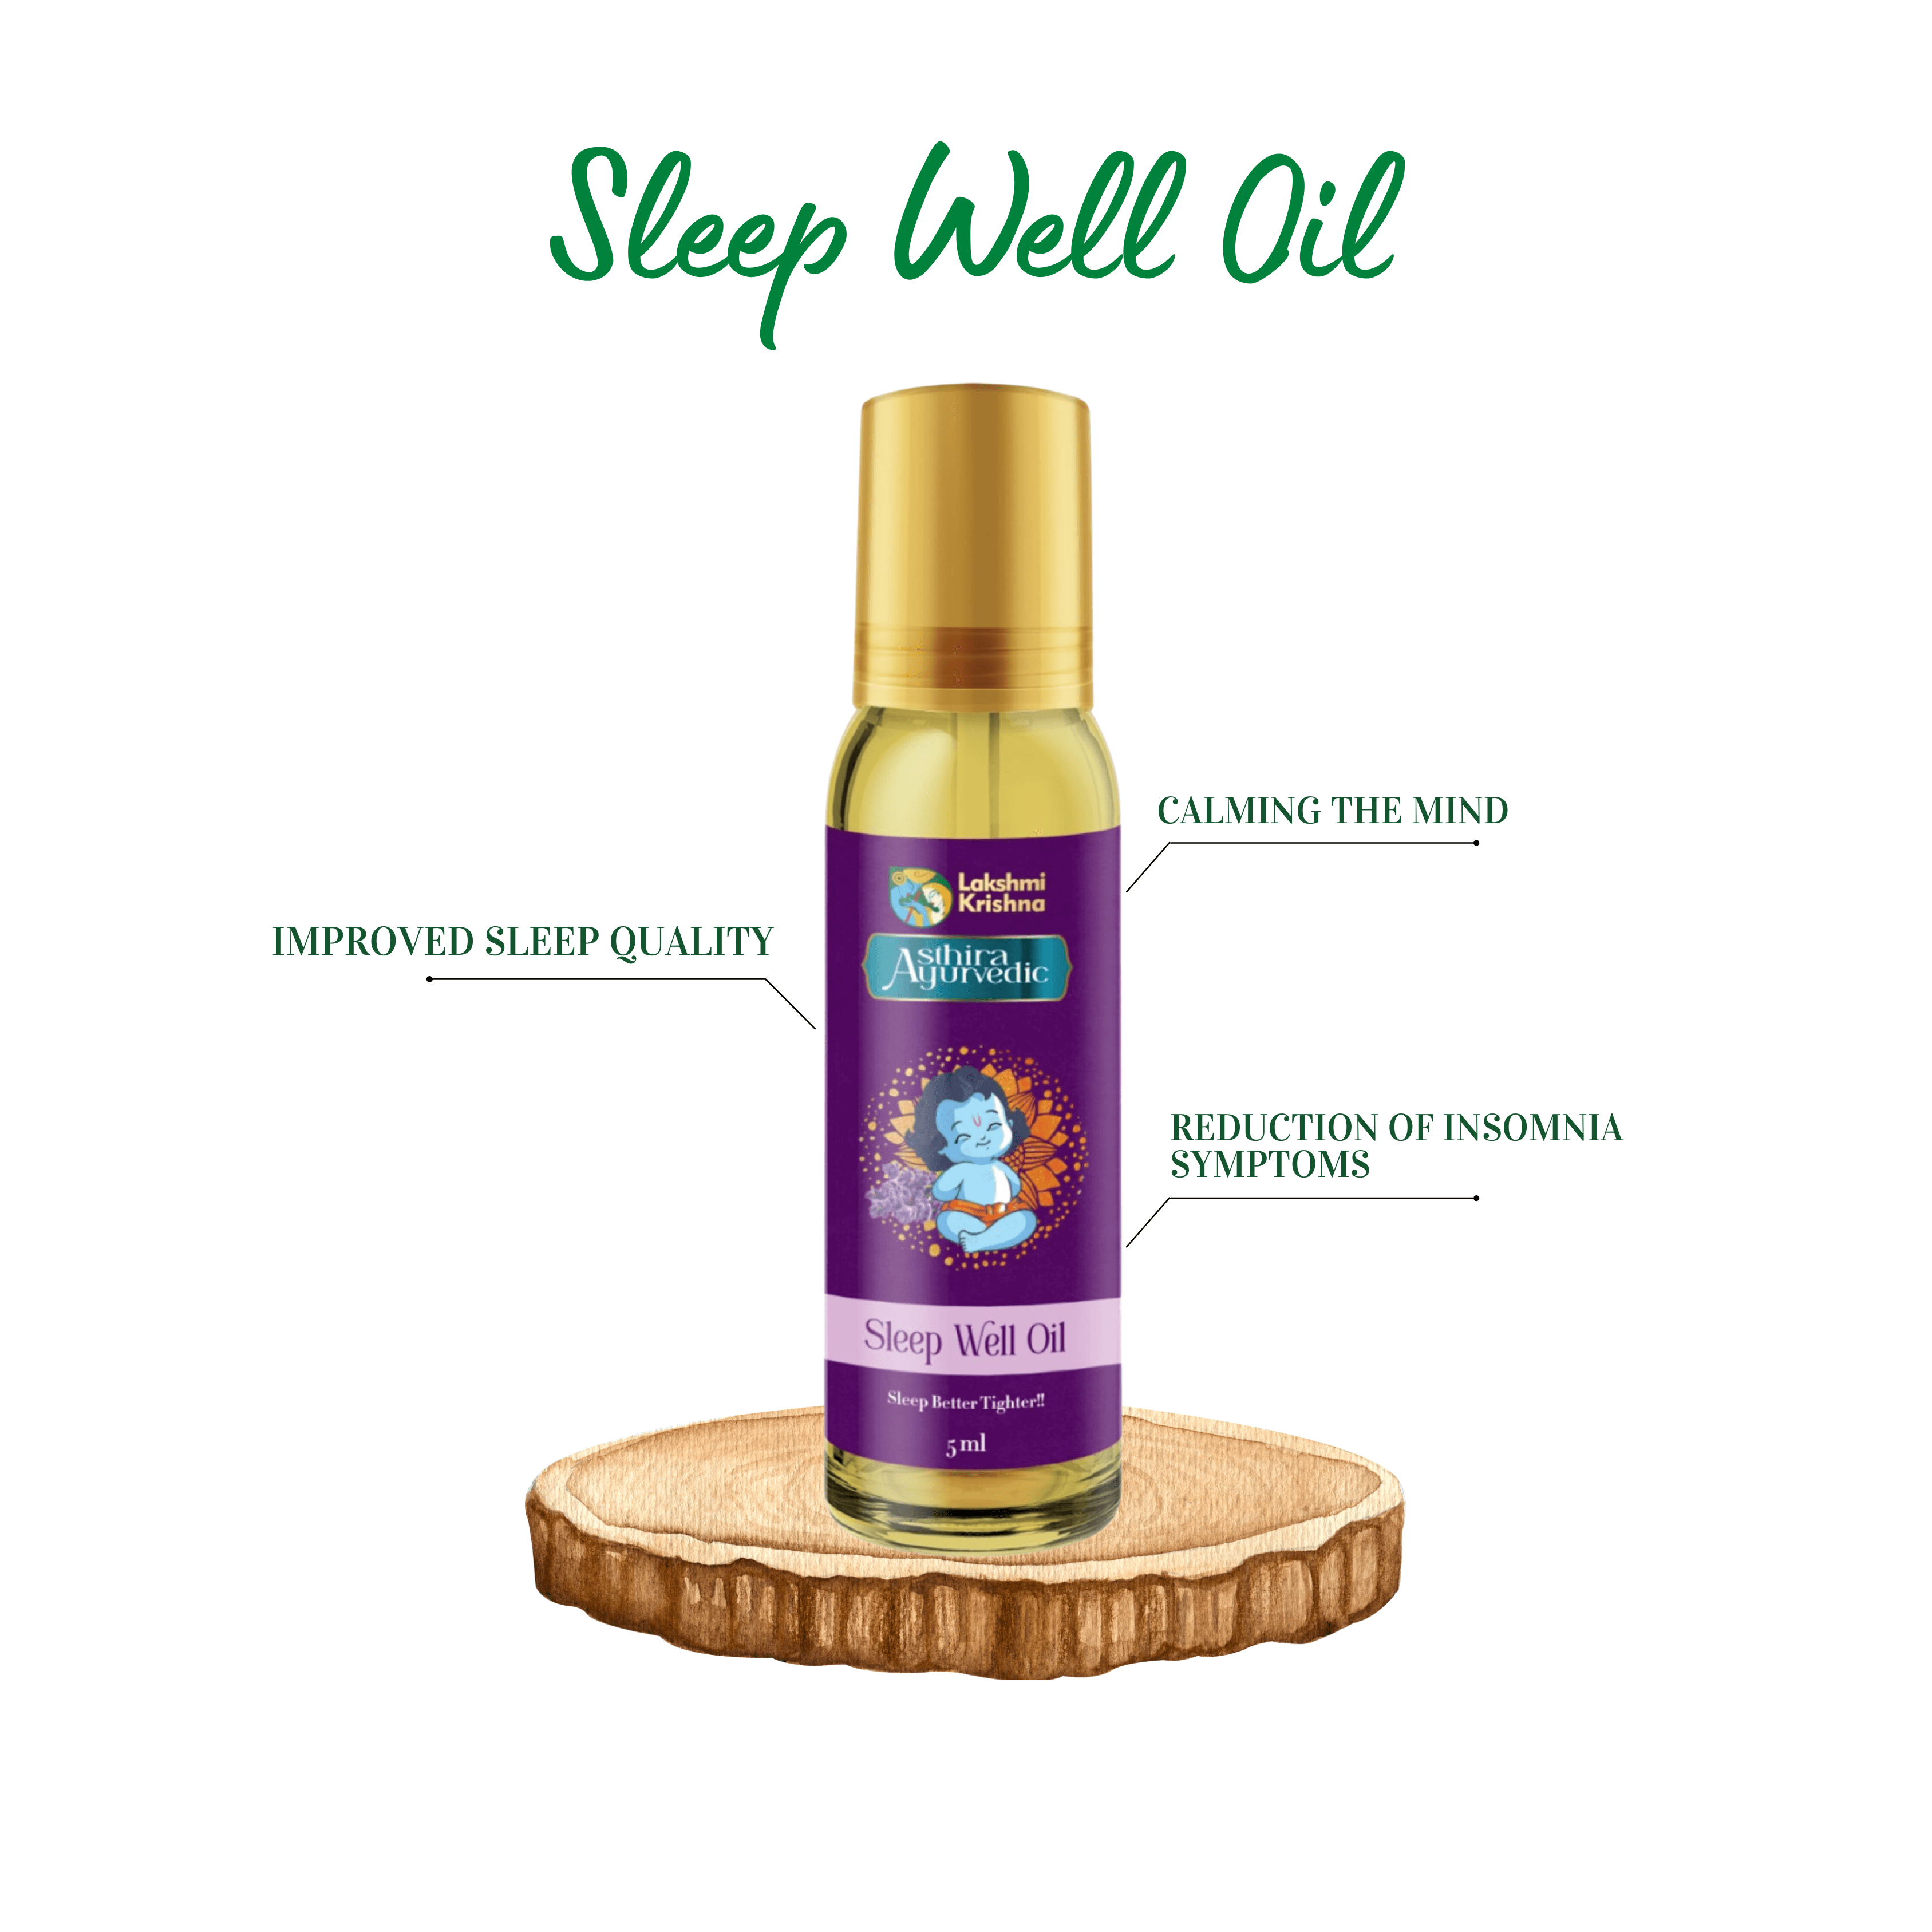 Sleep Well Oil
CALMING THE MIND
IMPROVED SLEEP QUALITY
REDUCTION OF INSOMNIA
SYMPTOMS
Lakshmi
Krishna
Asthira
Ayurvedic
Sleep Well Oil
Sleep Better Tighter!!
5 ml